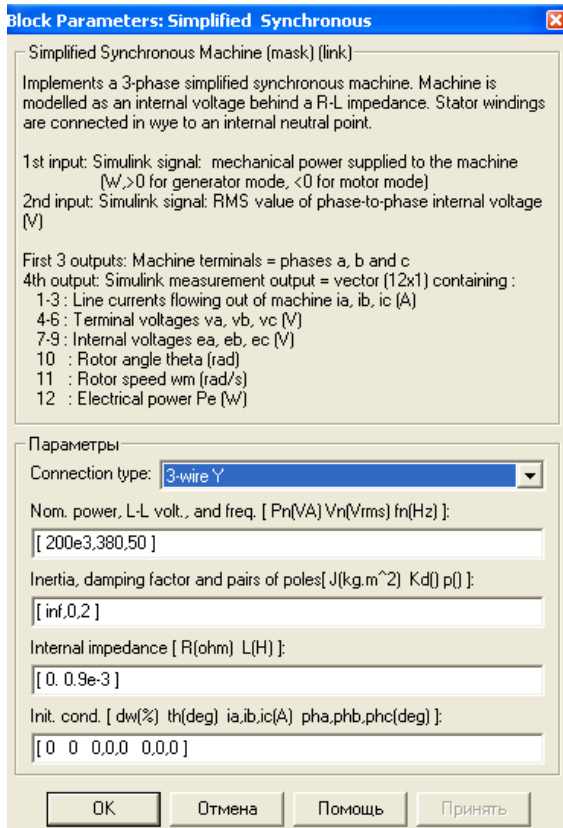 Block Parameters: Simplified Synchronous
Simplified Synchronous Machine (mask) (link)
Implements a 3-phase simplified synchronous machine. Machine is
modelled as an internal voltage behind a R-L impedance. Stator windings
are connected in wye to an internal neutral point.
1st input: Simulink signal: mechanical power supplied to the machine
(W,>0 for generator mode, <0 for motor mode)
2nd input: Simulink signal: RMS value of phase-to-phase internal voltage
(V)
First 3 outputs: Machine terminals = phases a, b and c
4th output: Simulink measurement output = vector (12x1) containing :
1-3 : Line currents flowing out of machine ia, ib, ic (A)
4-6 : Terminal voltages va, vb, vc (V)
7-9 : Internal voltages ea, eb, ec (V)
10 : Rotor angle theta (rad)
11 : Rotor speed wm (rad/s)
12 : Electrical power Pe (W)
Параметры
Connection type: 3-wire Y
Nom. power, L-L volt., and freq. [ Pn(VA) Vn(Vrms) fn(Hz) ]:
[ 200e3,380,50 ]
Inertia, damping factor and pairs of poles[ J(kg.m^2) Kd() p() ]:
[ inf,0,2 ]
Internal impedance [ R(ohm) L(H) ]:
[ 0. 0.9e-3 ]
Init. cond. [ dw(%) th(deg) ia,ib,ic(A) pha,phb,phc(deg) ]:
[ 0 0 0,0,0 0,0,0 ]
OK Отмена Помощь Принять